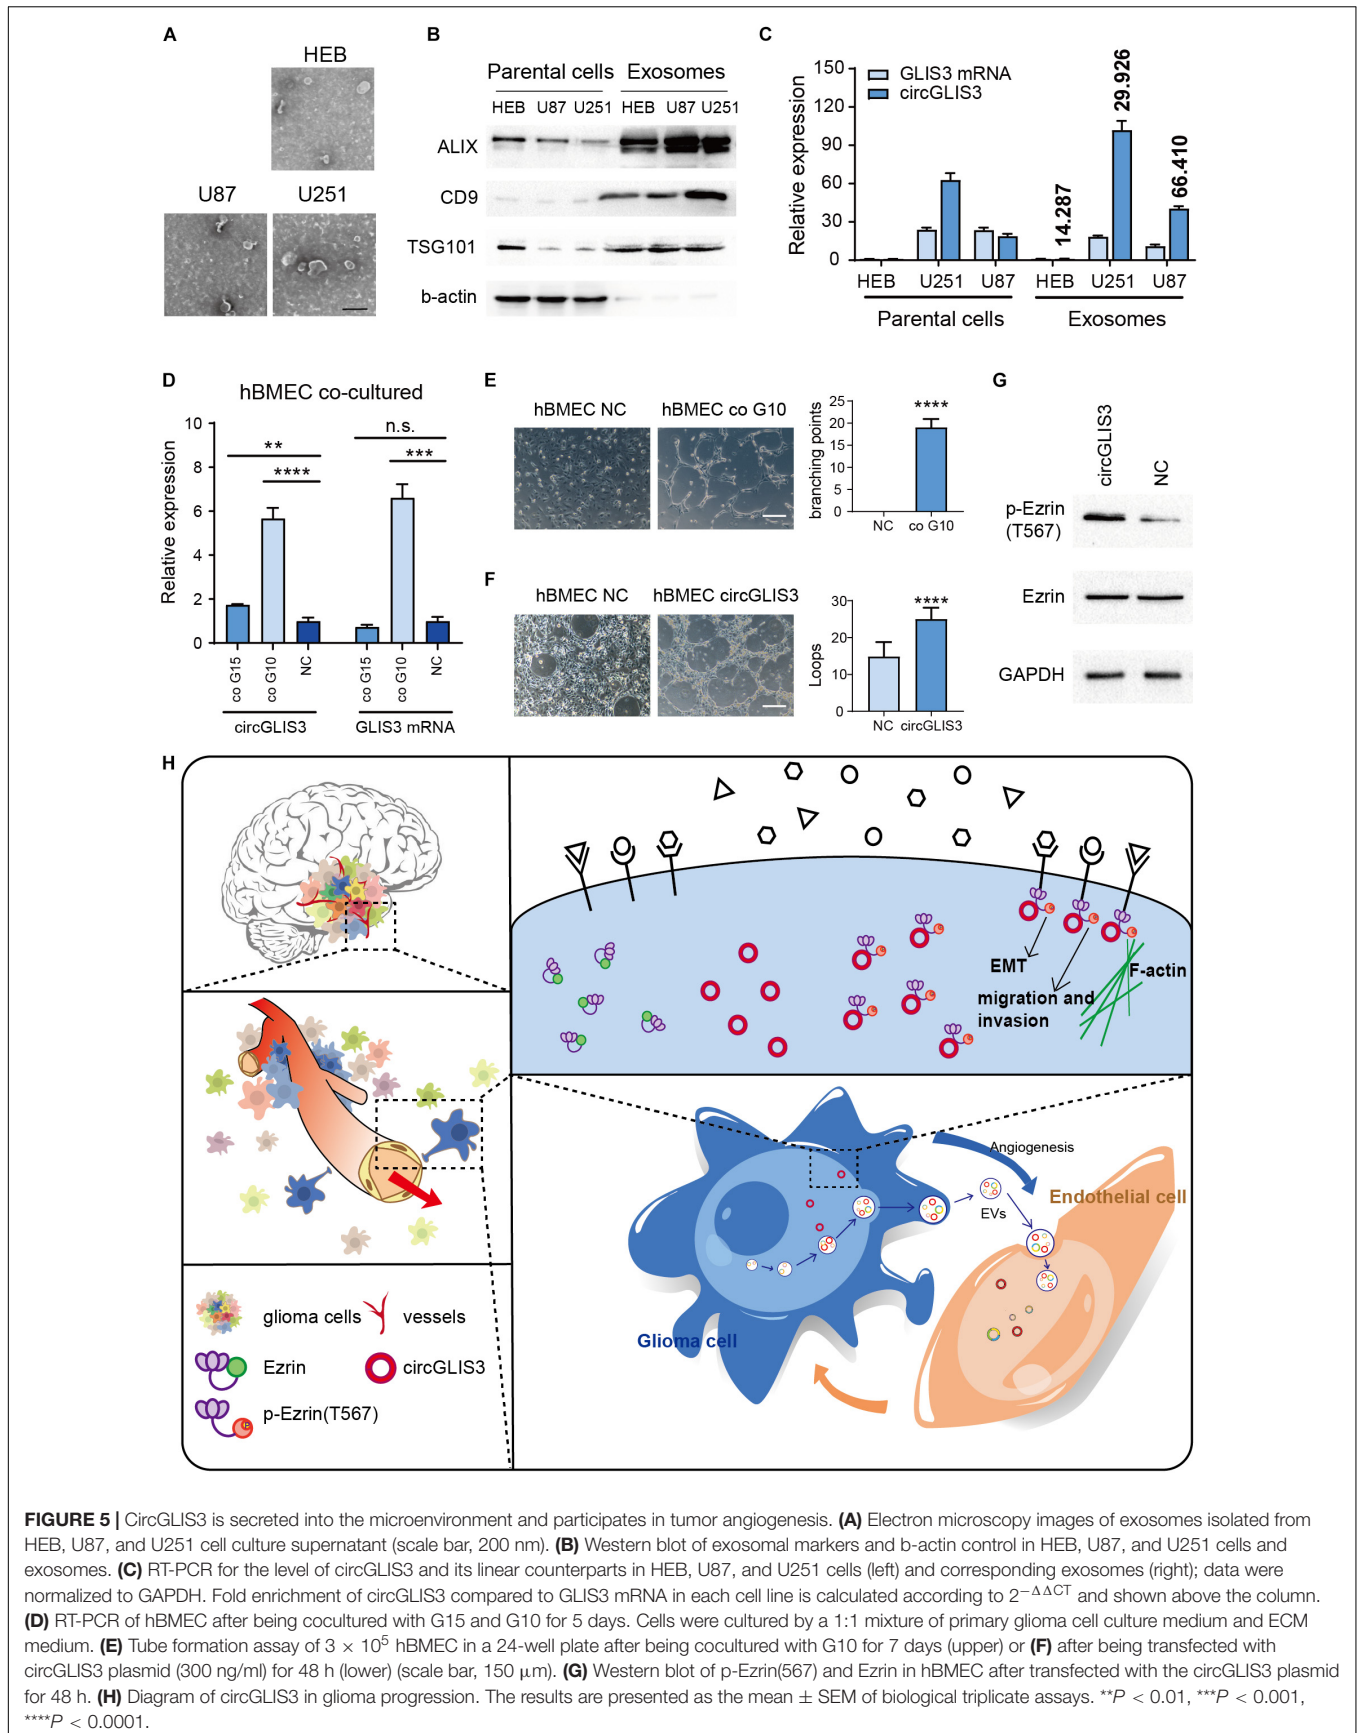 A
HEB
U87
U251
B
Parental cells Exosomes
HEB U87 U251 HEB U87 U251
ALIX
CD9
TSG101
b-actin
C
Relative expression
150
120
90
60
30
0
GLIS3 mRNA
circGLIS3
14.287
29.926
66.410
HEB U251 U87 HEB U251 U87
Parental cells Exosomes
D
hBMEC co-cultured
Relative expression
10
8
6
4
2
0
**
****
n.s.
***
co G15
co G10
NC
co G15
co G10
NC
circGLIS3 GLIS3 mRNA
E
hBMEC NC hBMEC co G10
branching points
25
20
15
10
5
0
****
NC co G10
F
hBMEC NC hBMEC circGLIS3
Loops
30
20
10
0
****
NC circGLIS3
G
circGLIS3
NC
p-Ezrin
(T567)
Ezrin
GAPDH
H
EMT
migration and
invasion
F-actin
Angiogenesis
Endothelial cell
EVs
Glioma cell
glioma cells vessels
Ezrin circGLIS3
p-Ezrin(T567)
FIGURE 5 | CircGLIS3 is secreted into the microenvironment and participates in tumor angiogenesis. (A) Electron microscopy images of exosomes isolated from
HEB, U87, and U251 cell culture supernatant (scale bar, 200 nm). (B) Western blot of exosomal markers and b-actin control in HEB, U87, and U251 cells and
exosomes. (C) RT-PCR for the level of circGLIS3 and its linear counterparts in HEB, U87, and U251 cells (left) and corresponding exosomes (right); data were
normalized to GAPDH. Fold enrichment of circGLIS3 compared to GLIS3 mRNA in each cell line is calculated according to 2−ΔΔCT and shown above the column.
(D) RT-PCR of hBMEC after being cocultured with G15 and G10 for 5 days. Cells were cultured by a 1:1 mixture of primary glioma cell culture medium and ECM
medium. (E) Tube formation assay of 3 × 10⁵ hBMEC in a 24-well plate after being cocultured with G10 for 7 days (upper) or (F) after being transfected with
circGLIS3 plasmid (300 ng/ml) for 48 h (lower) (scale bar, 150 μm). (G) Western blot of p-Ezrin(567) and Ezrin in hBMEC after transfected with the circGLIS3 plasmid
for 48 h. (H) Diagram of circGLIS3 in glioma progression. The results are presented as the mean ± SEM of biological triplicate assays. **P < 0.01, ***P < 0.001,
****P < 0.0001.